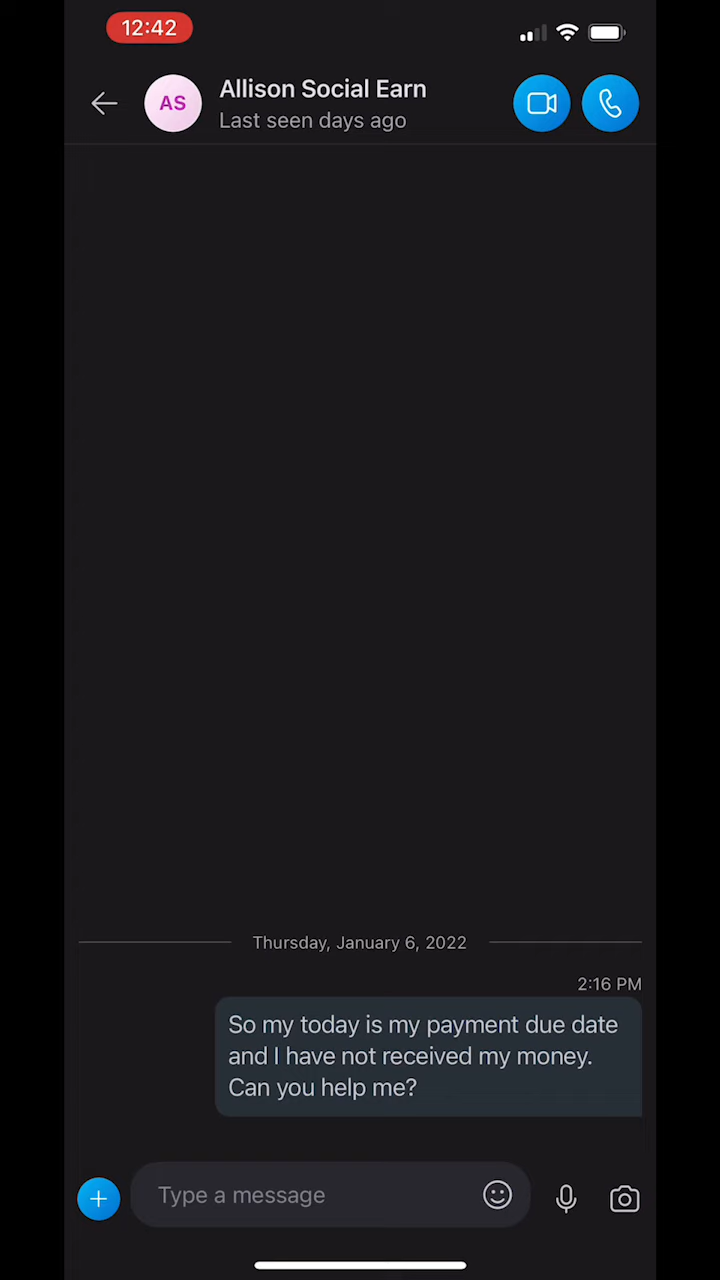 12:42
AS
Allison Social Earn
Last seen days ago
Thursday, January 6, 2022
2:16 PM
So my today is my payment due date
and I have not received my money.
Can you help me?
Type a message